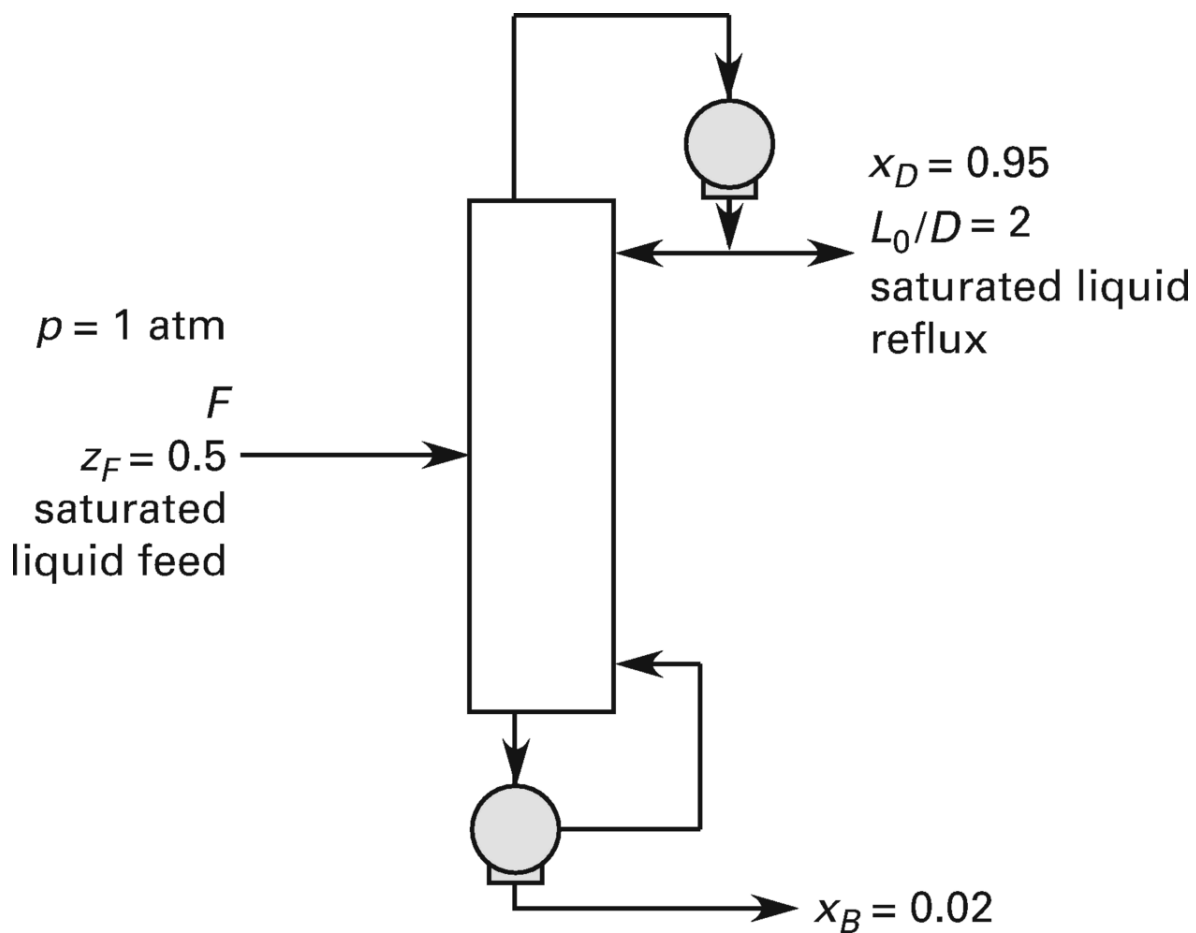 x_D = 0.95
L_0/D = 2
saturated liquid
reflux
p = 1 atm
F
z_F = 0.5
saturated
liquid feed
x_B = 0.02